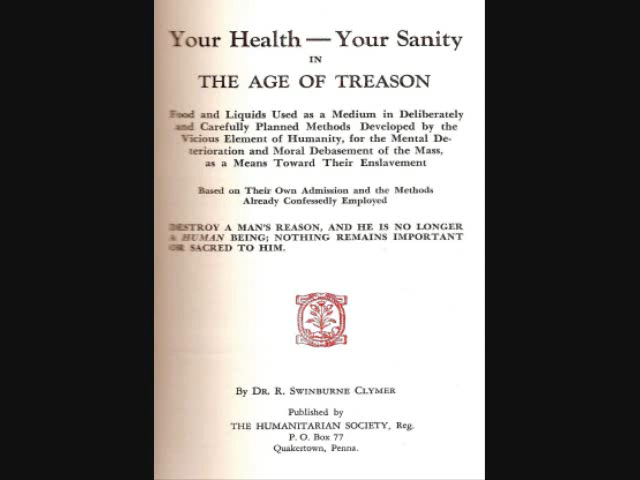 Your Health — Your Sanity
IN
THE AGE OF TREASON
Food and Liquids Used as a Medium in Deliberately
and Carefully Planned Methods Developed by the
Vicious Element of Humanity, for the Mental De-
terioration and Moral Debasement of the Mass,
as a Means Toward Their Enslavement
Based on Their Own Admission and the Methods
Already Confessedly Employed
DESTROY A MAN'S REASON, AND HE IS NO LONGER
A HUMAN BEING; NOTHING REMAINS IMPORTANT
OR SACRED TO HIM.
By DR. R. SWINBURNE CLYMER
Published by
THE HUMANITARIAN SOCIETY, Reg.
P. O. Box 77
Quakertown, Penna.